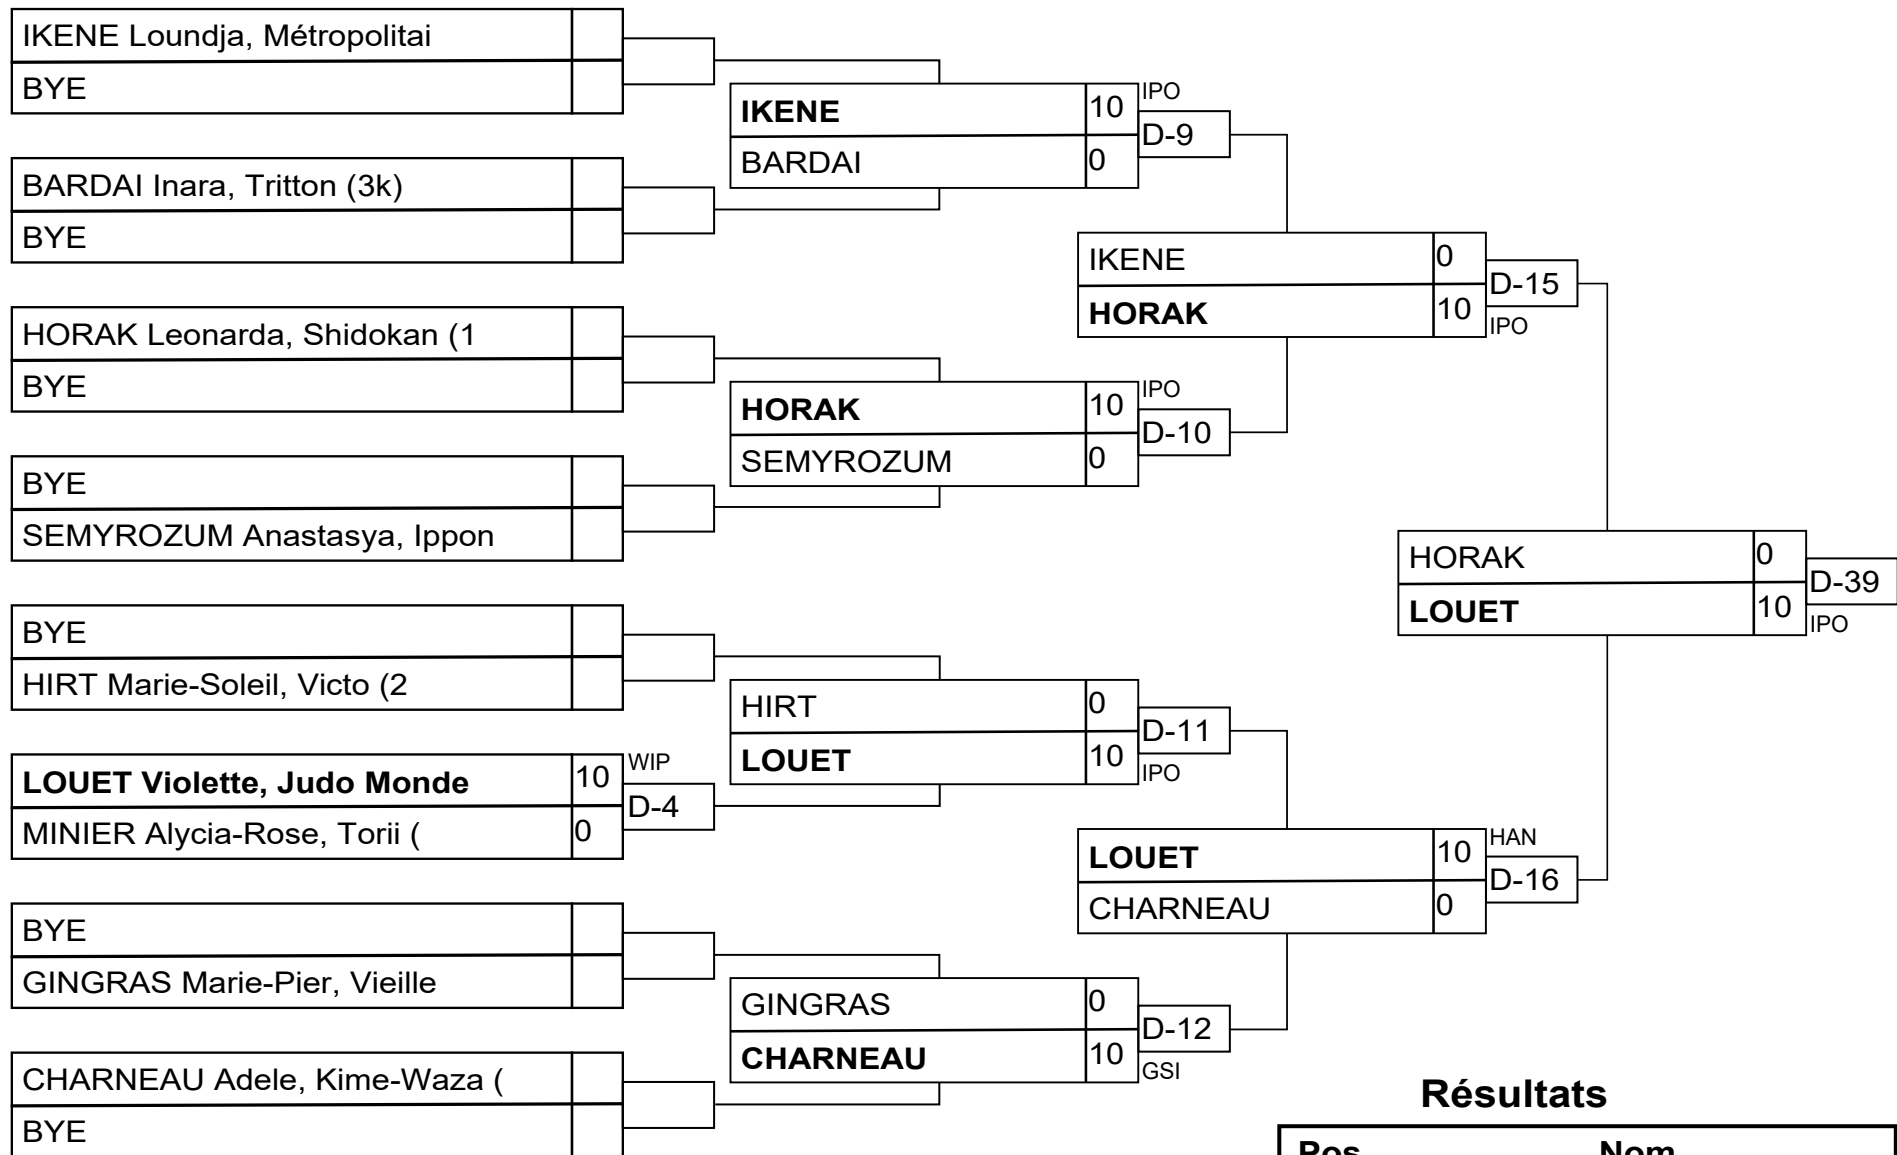 IKENE Loundja, Métropolitai
BYE
BARDAI Inara, Tritton (3k)
BYE
HORAK Leonarda, Shidokan (1
BYE
BYE
SEMYROZUM Anastasya, Ippon
BYE
HIRT Marie-Soleil, Victo (2
LOUET Violette, Judo Monde 10 WIP
D-4
MINIER Alycia-Rose, Torii ( 0
BYE
GINGRAS Marie-Pier, Vieille
CHARNEAU Adele, Kime-Waza (
BYE
IKENE 10 IPO
D-9
BARDAI 0
HORAK 10 IPO
D-10
SEMYROZUM 0
HIRT 0
D-11
LOUET 10 IPO
GINGRAS 0
D-12
CHARNEAU 10 GSI
IKENE 0
D-15
HORAK 10 IPO
LOUET 10 HAN
D-16
CHARNEAU 0
HORAK 0
D-39
LOUET 10 IPO
Résultats
Pos Nom